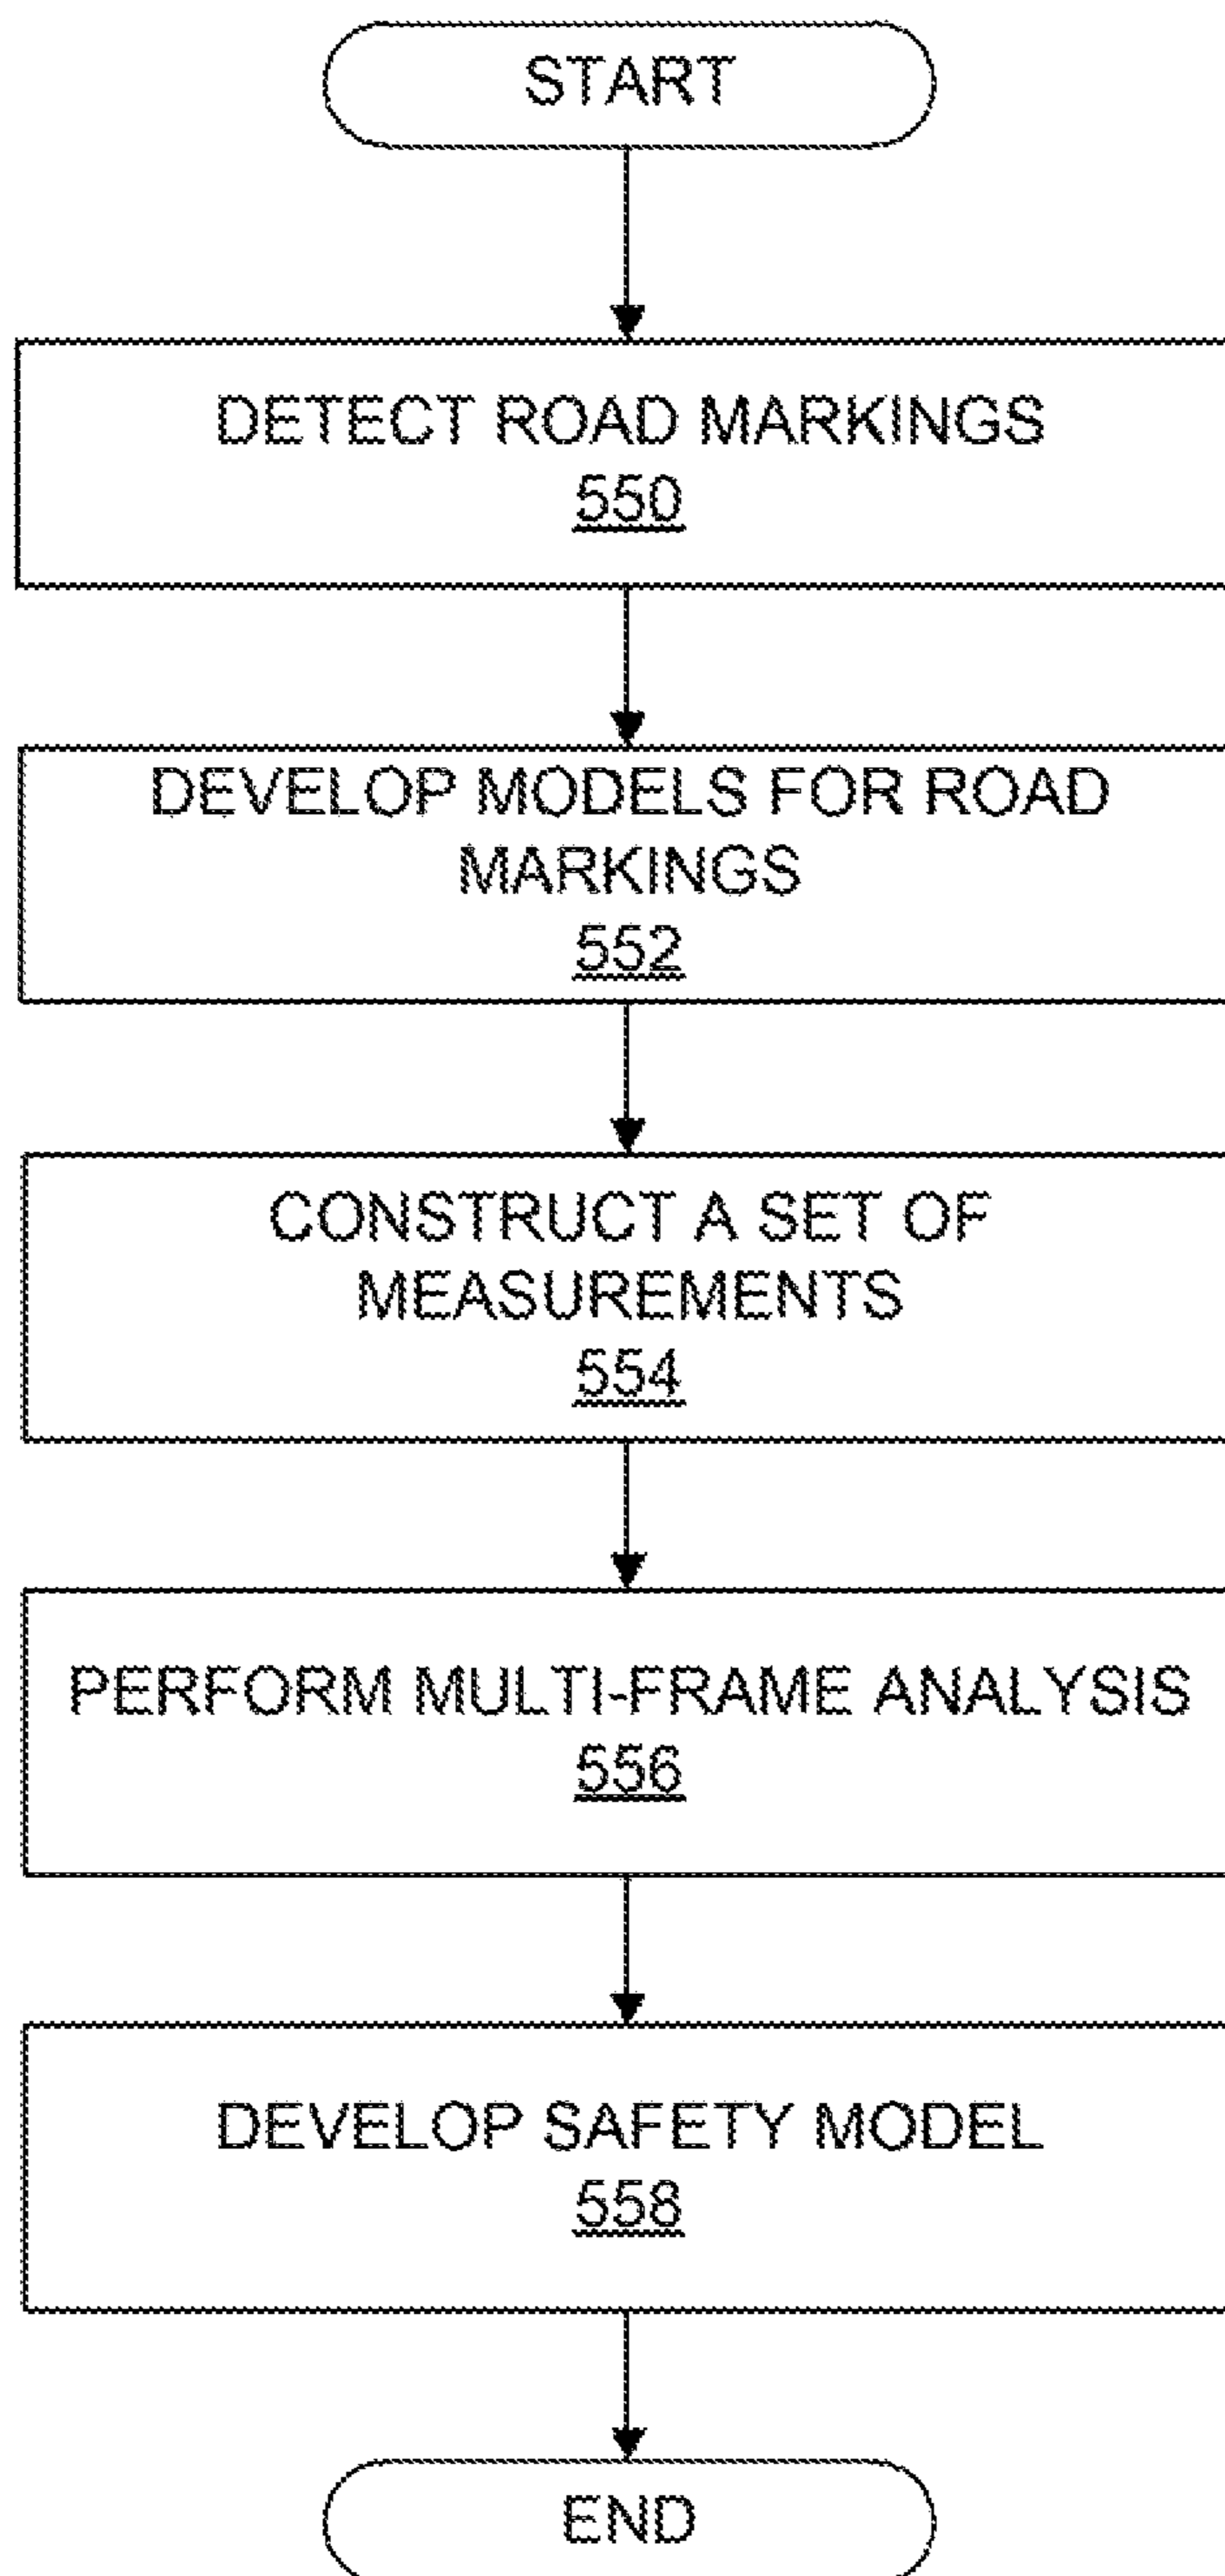 START
DETECT ROAD MARKINGS
550
DEVELOP MODELS FOR ROAD
MARKINGS
552
CONSTRUCT A SET OF
MEASUREMENTS
554
PERFORM MULTI-FRAME ANALYSIS
556
DEVELOP SAFETY MODEL
558
END